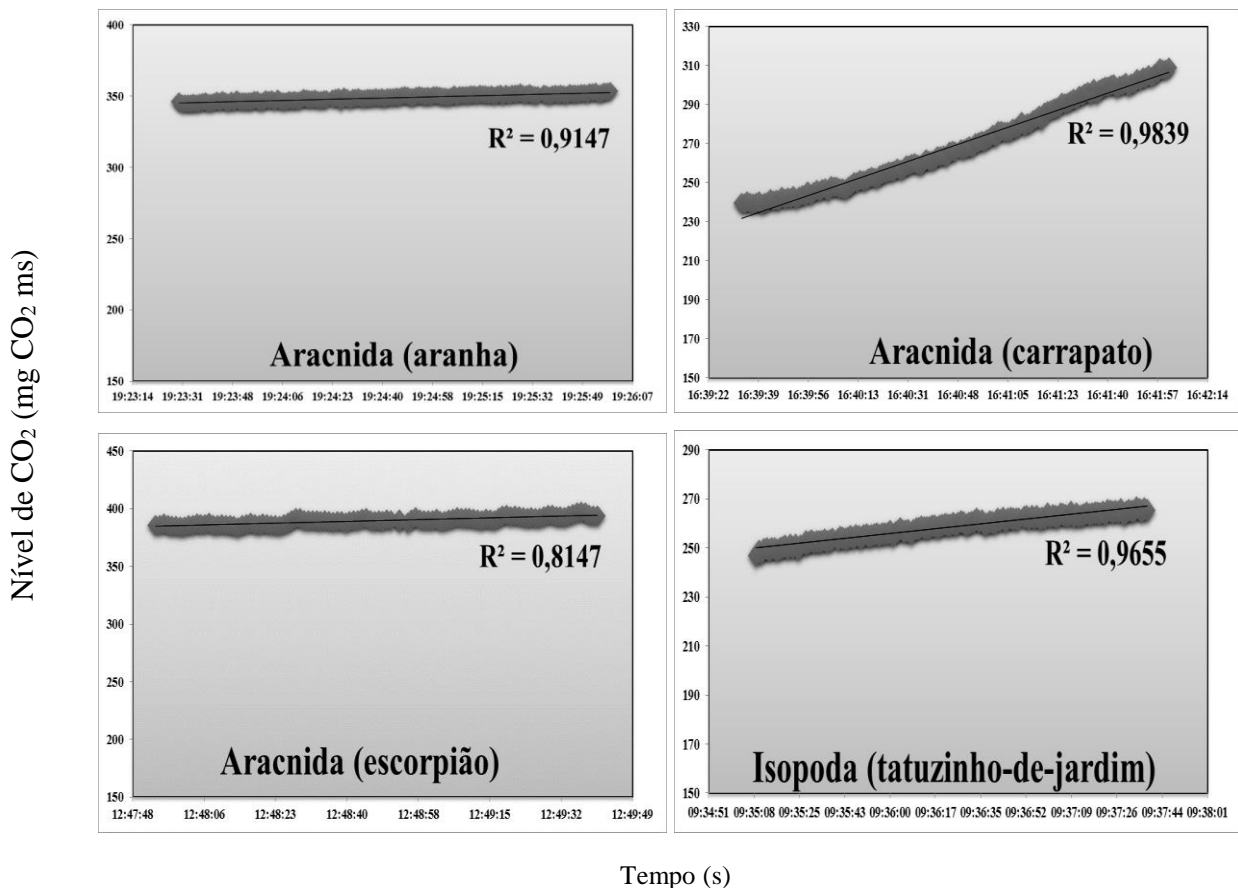 Nível de CO₂ (mg CO₂ ms)
400
350
300
250
200
150
R² = 0,9147
Aracnida (aranha)
19:23:14 19:23:31 19:23:48 19:24:06 19:24:23 19:24:40 19:24:58 19:25:15 19:25:32 19:25:49 19:26:07
330
310
290
270
250
230
210
190
170
150
R² = 0,9839
Aracnida (carrapato)
16:39:22 16:39:39 16:39:56 16:40:13 16:40:31 16:40:48 16:41:05 16:41:23 16:41:40 16:41:57 16:42:14
450
400
350
300
250
200
150
R² = 0,8147
Aracnida (escorpião)
12:47:48 12:48:06 12:48:23 12:48:40 12:48:58 12:49:15 12:49:32 12:49:49
290
270
250
230
210
190
170
150
R² = 0,9655
Isopoda (tatuzinho-de-jardim)
09:34:51 09:35:08 09:35:25 09:35:43 09:36:00 09:36:17 09:36:35 09:36:52 09:37:09 09:37:26 09:37:44 09:38:01
Tempo (s)